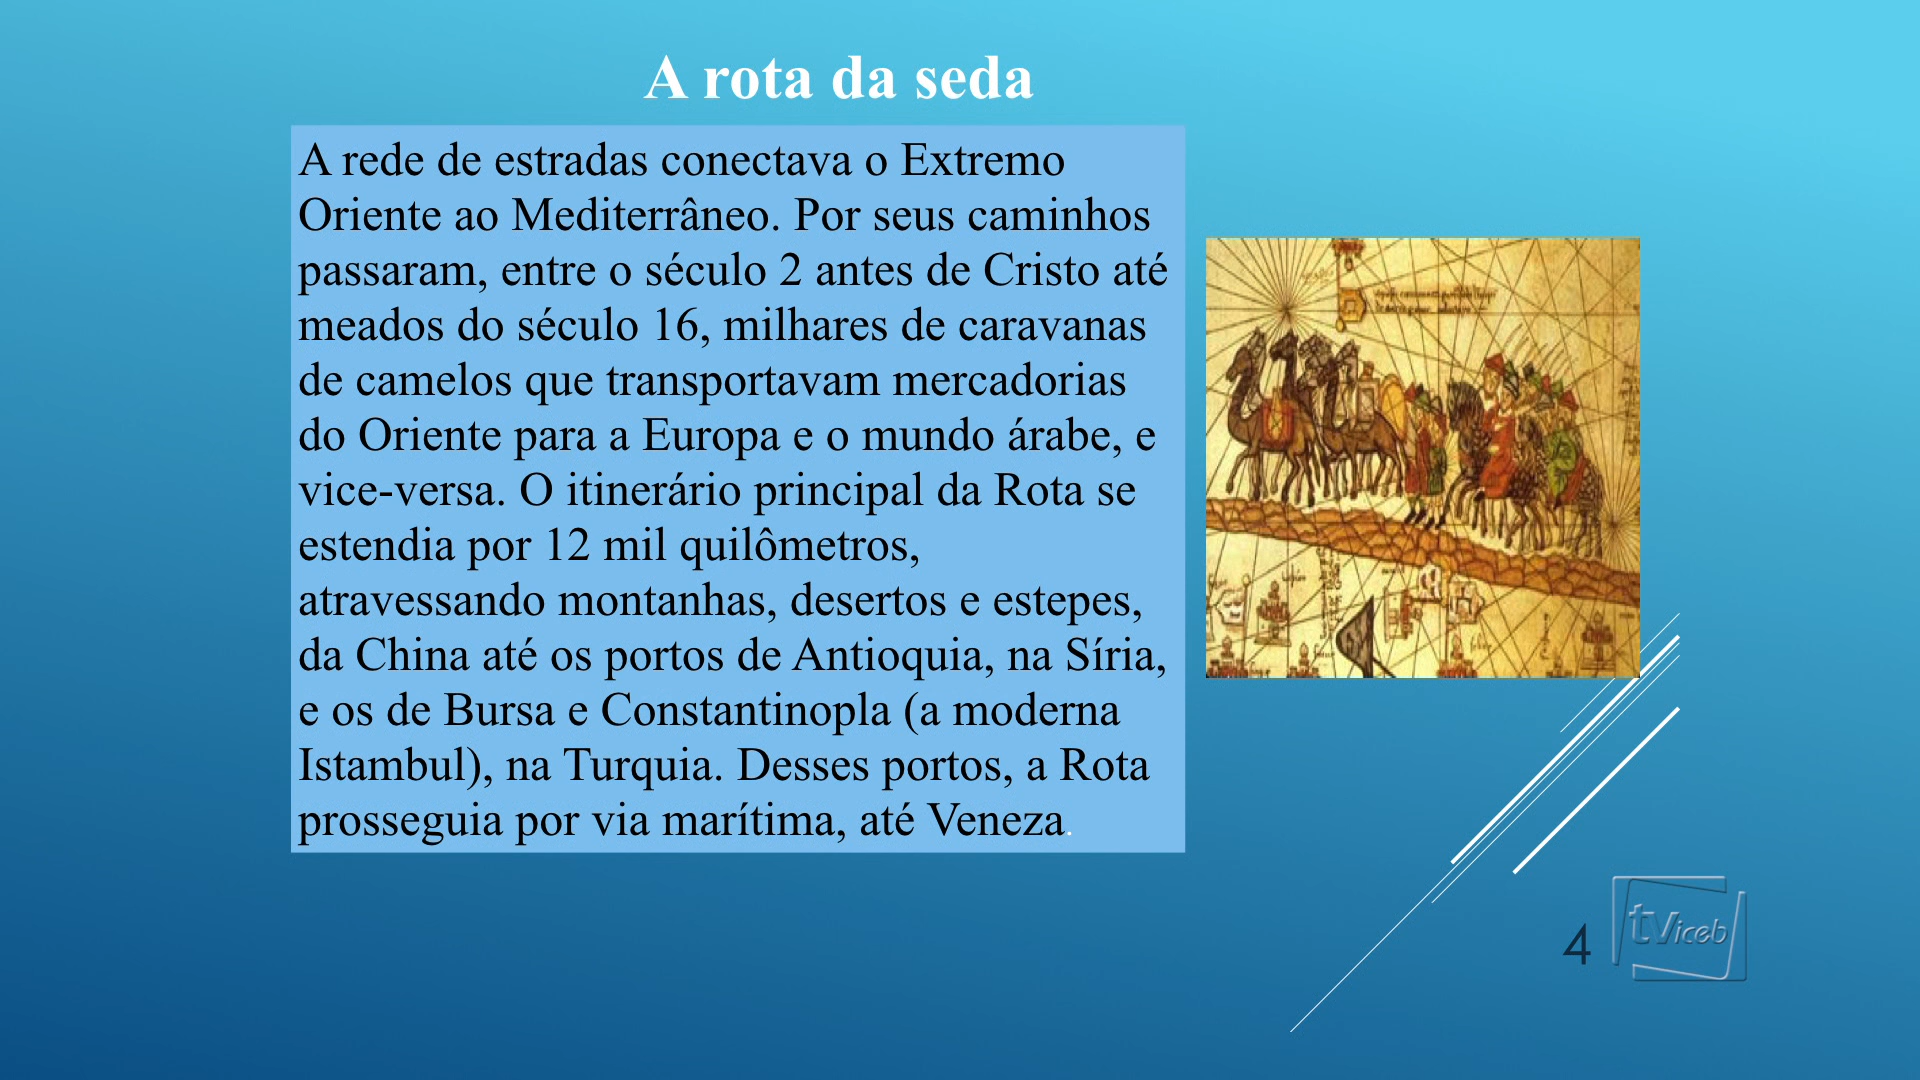 A rota da seda
A rede de estradas conectava o Extremo
Oriente ao Mediterrâneo. Por seus caminhos
passaram, entre o século 2 antes de Cristo até
meados do século 16, milhares de caravanas
de camelos que transportavam mercadorias
do Oriente para a Europa e o mundo árabe, e
vice-versa. O itinerário principal da Rota se
estendia por 12 mil quilômetros,
atravessando montanhas, desertos e estepes,
da China até os portos de Antioquia, na Síria,
e os de Bursa e Constantinopla (a moderna
Istambul), na Turquia. Desses portos, a Rota
prosseguia por via marítima, até Veneza.
4
tViceb